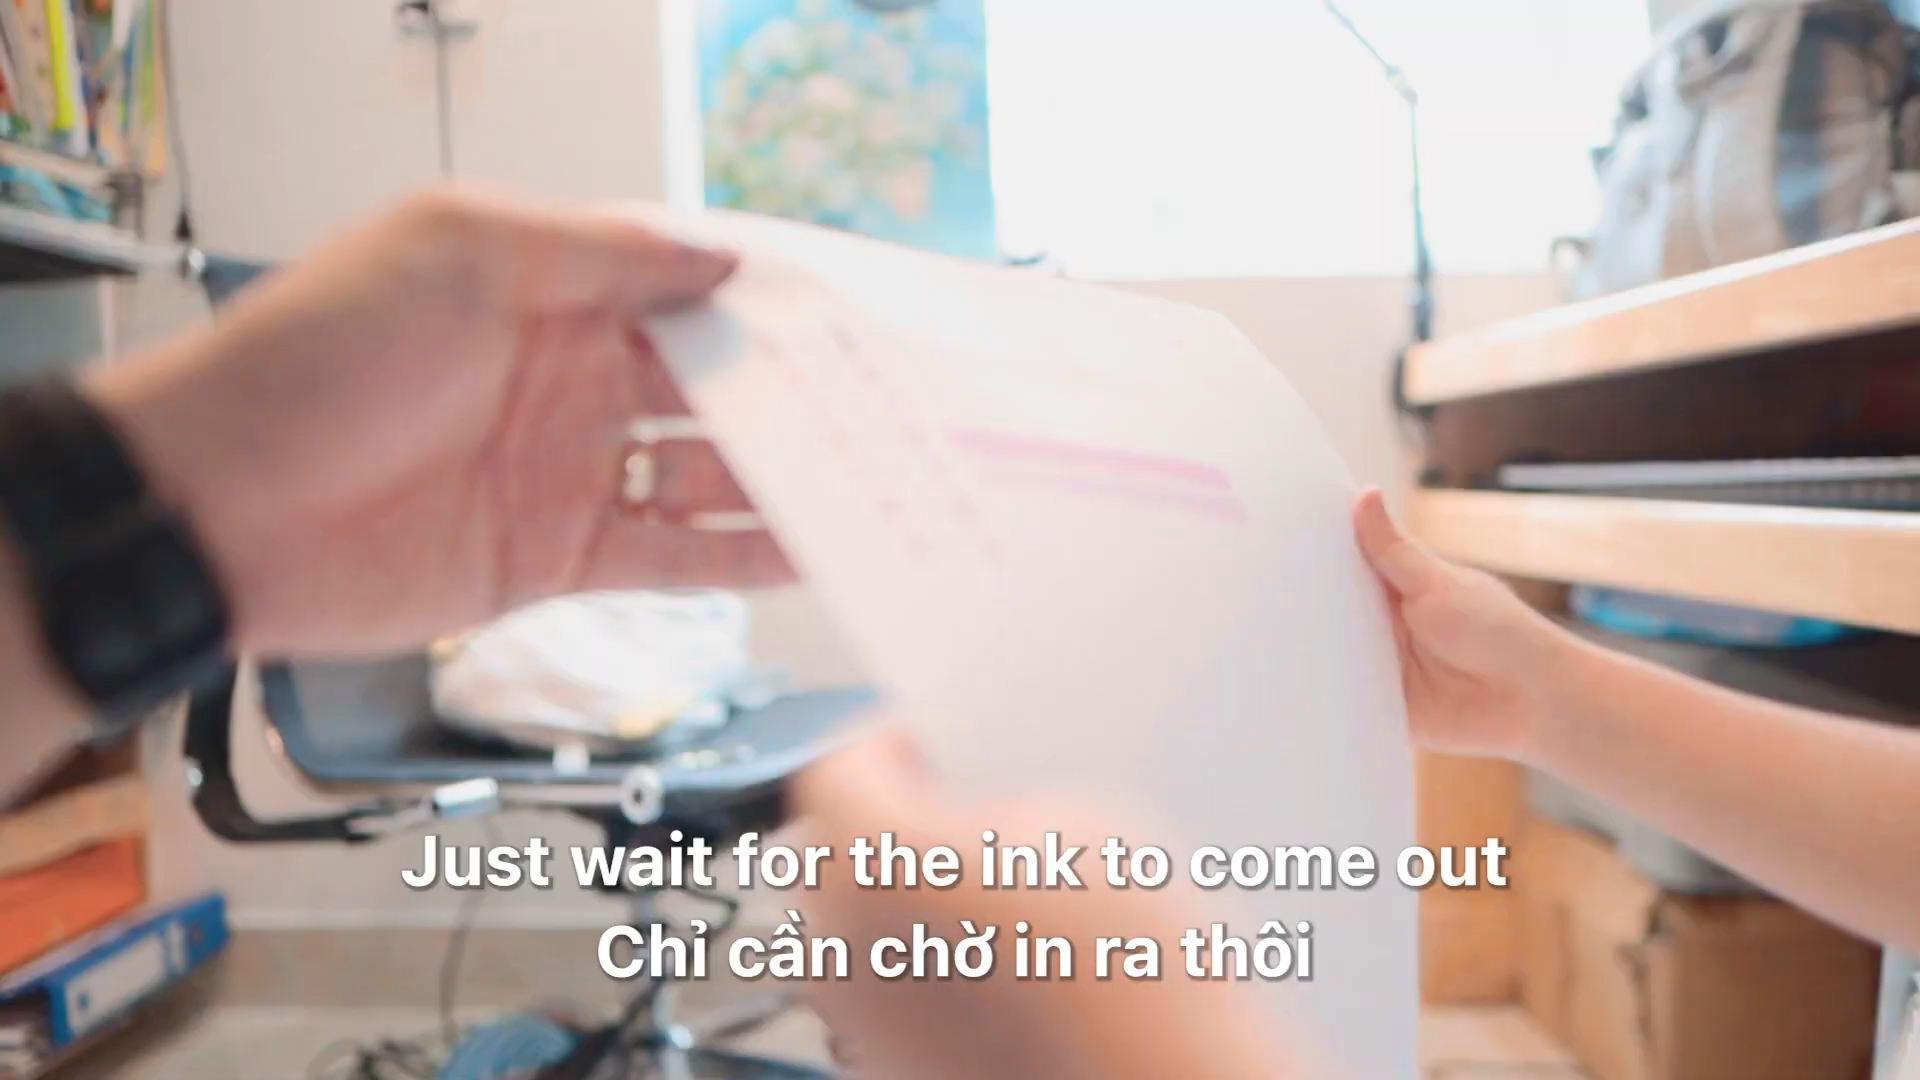 Just wait for the ink to come out
Chỉ cần chờ in ra thôi